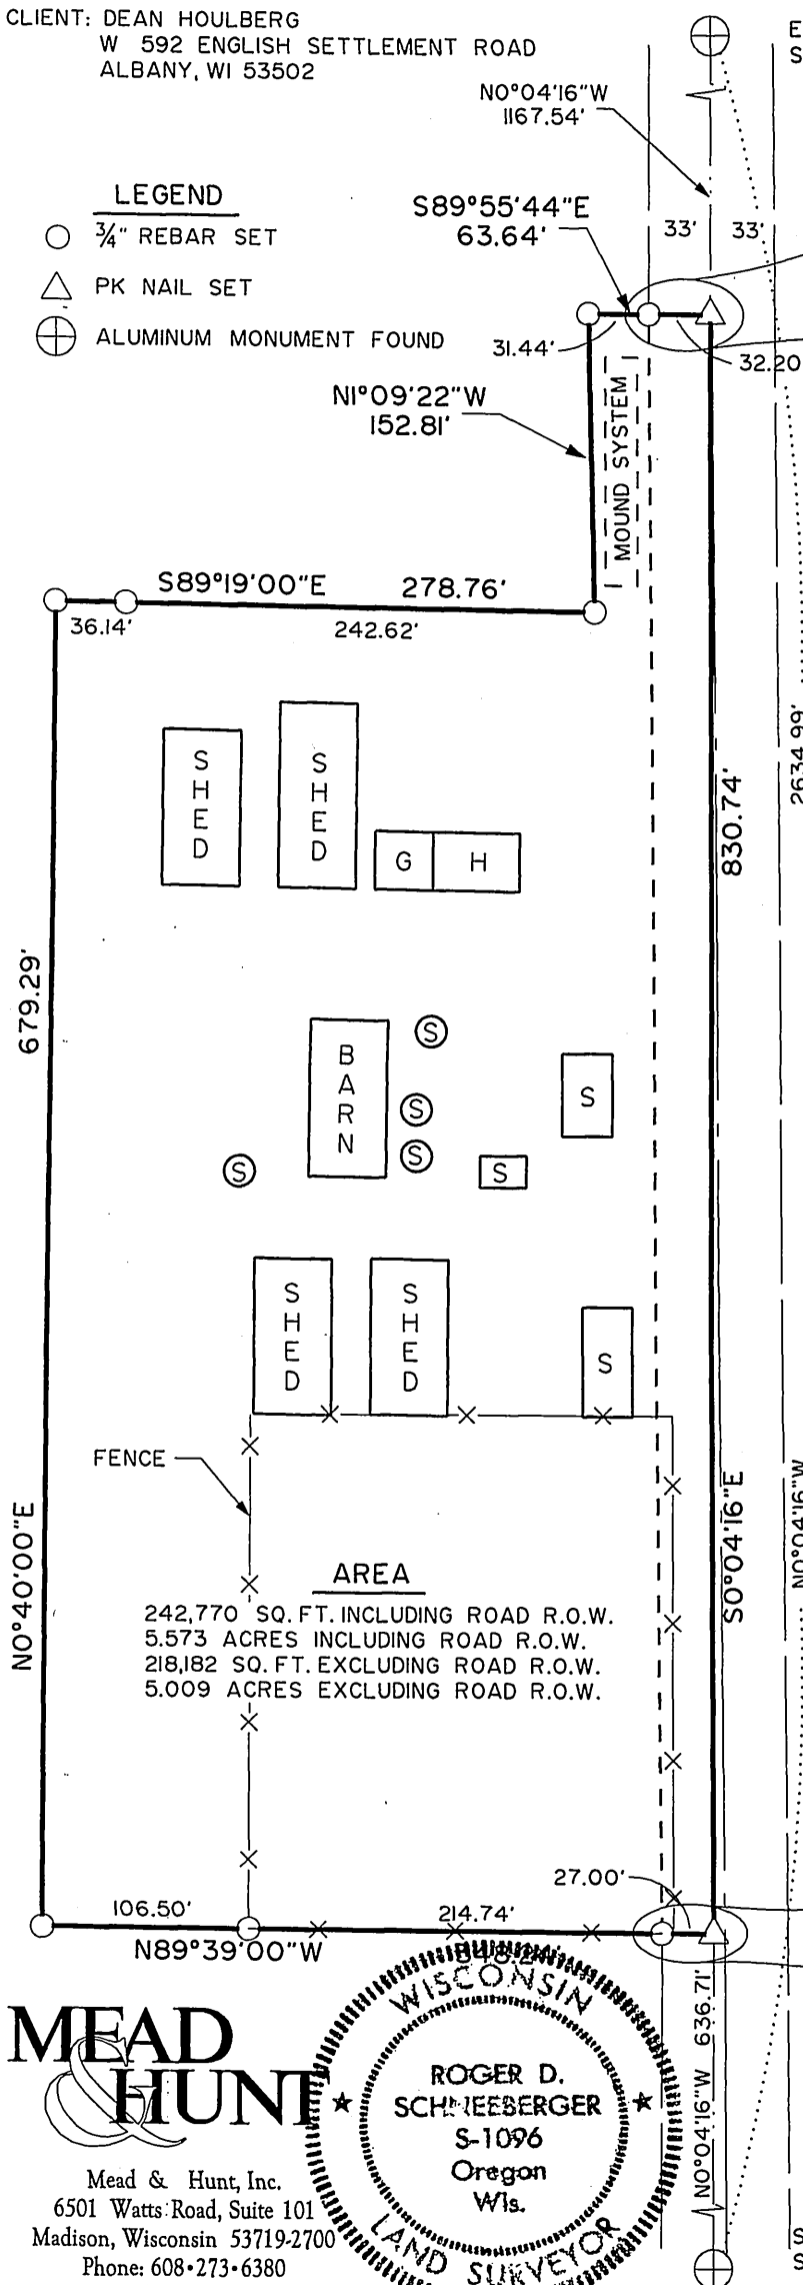 CLIENT: DEAN HOULBERG
W 592 ENGLISH SETTLEMENT ROAD
ALBANY, WI 53502
E
S
N0°04'16"W
1167.54'
LEGEND
3/4" REBAR SET
PK NAIL SET
ALUMINUM MONUMENT FOUND
S89°55'44"E
63.64'
33'
33'
31.44'
32.20
N1°09'22"W
152.81'
MOUND SYSTEM
S89°19'00"E 278.76'
36.14'
242.62'
2634.99'
830.74'
SHED
SHED
G
H
679.29'
BARN
S
S
S
S
S
S
SHED
SHED
S
FENCE
N0°40'00"E
S0°04'16"E
N0°04'16"W
AREA
242,770 SQ. FT. INCLUDING ROAD R.O.W.
5.573 ACRES INCLUDING ROAD R.O.W.
218,182 SQ. FT. EXCLUDING ROAD R.O.W.
5.009 ACRES EXCLUDING ROAD R.O.W.
27.00'
106.50'
214.74'
N89°39'00"W
N0°04'16"W 636.71'
MEAD
& HUNT
WISCONSIN
ROGER D.
SCHNEEBERGER
S-1096
Oregon
Wis.
LAND SURVEYOR
Mead & Hunt, Inc.
6501 Watts Road, Suite 101
Madison, Wisconsin 53719-2700
Phone: 608•273•6380
S
S